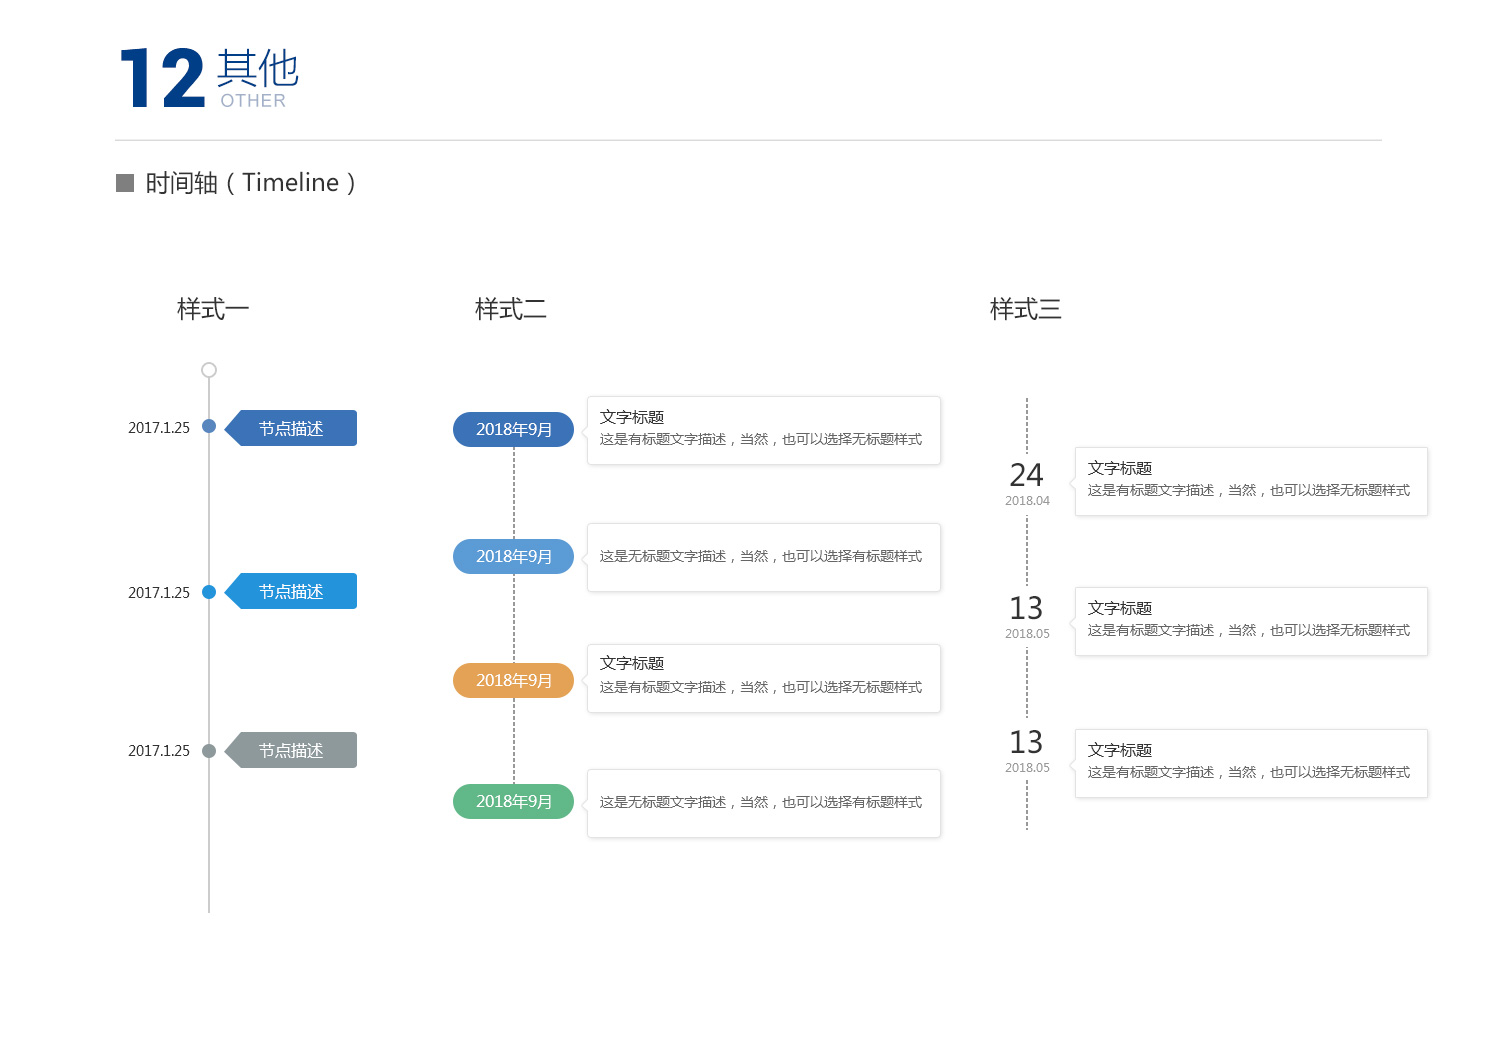 12 其他
OTHER
时间轴（Timeline）
样式一
2017.1.25 节点描述
2017.1.25 节点描述
2017.1.25 节点描述
样式二
2018年9月
文字标题
这是有标题文字描述，当然，也可以选择无标题样式
2018年9月
这是无标题文字描述，当然，也可以选择有标题样式
2018年9月
文字标题
这是有标题文字描述，当然，也可以选择无标题样式
2018年9月
这是无标题文字描述，当然，也可以选择有标题样式
样式三
24
2018.04
文字标题
这是有标题文字描述，当然，也可以选择无标题样式
13
2018.05
文字标题
这是有标题文字描述，当然，也可以选择无标题样式
13
2018.05
文字标题
这是有标题文字描述，当然，也可以选择无标题样式